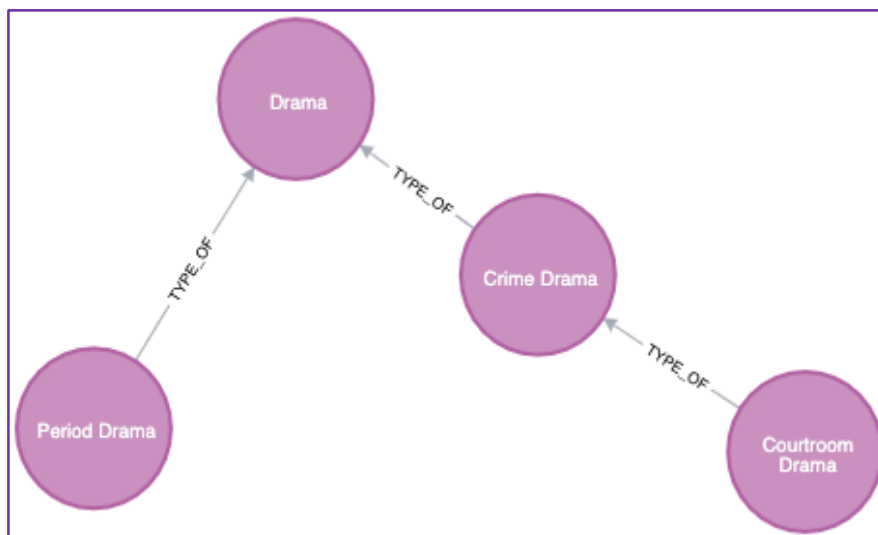 Drama
TYPE_OF
Crime Drama
TYPE_OF
TYPE_OF
Period Drama
Courtroom
Drama